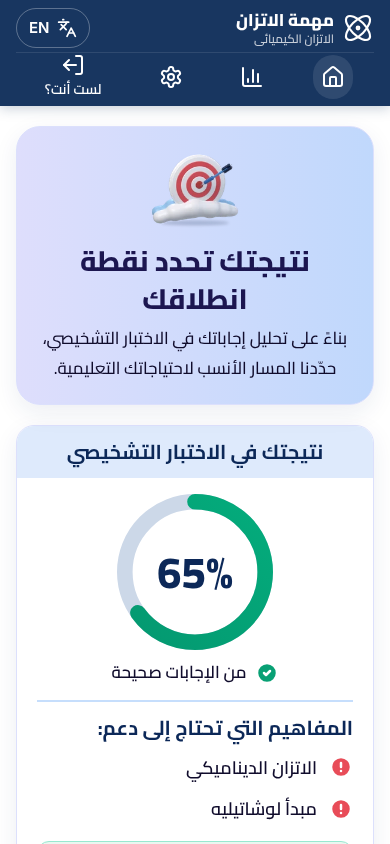 مهمة الاتزان
الاتزان الكيميائي
EN
لست أنت؟
نتيجتك تحدد نقطة
انطلاقك
بناءً على تحليل إجاباتك في الاختبار التشخيصي،
حدّدنا المسار الأنسب لاحتياجاتك التعليمية.
نتيجتك في الاختبار التشخيصي
65%
من الإجابات صحيحة
المفاهيم التي تحتاج إلى دعم:
الاتزان الديناميكي
مبدأ لوشاتيليه